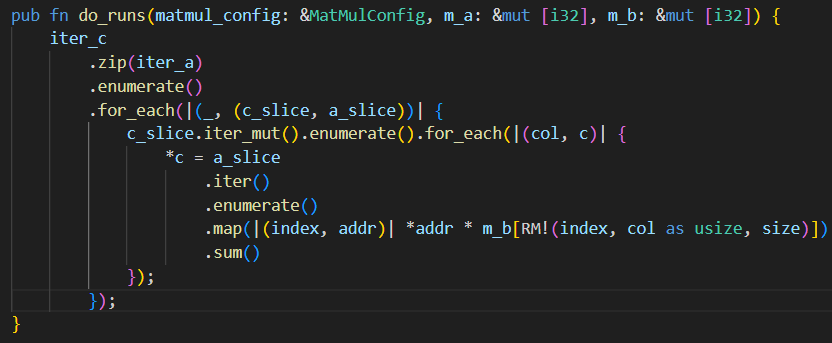 pub fn do_runs(matmul_config: &MatMulConfig, m_a: &mut [i32], m_b: &mut [i32]) {
    iter_c
        .zip(iter_a)
        .enumerate()
        .for_each(|(_, (c_slice, a_slice))| {
            c_slice.iter_mut().enumerate().for_each(|(col, c)| {
                *c = a_slice
                    .iter()
                    .enumerate()
                    .map(|(index, addr)| *addr * m_b[RM!(index, col as usize, size)])
                    .sum()
            });
        });
}